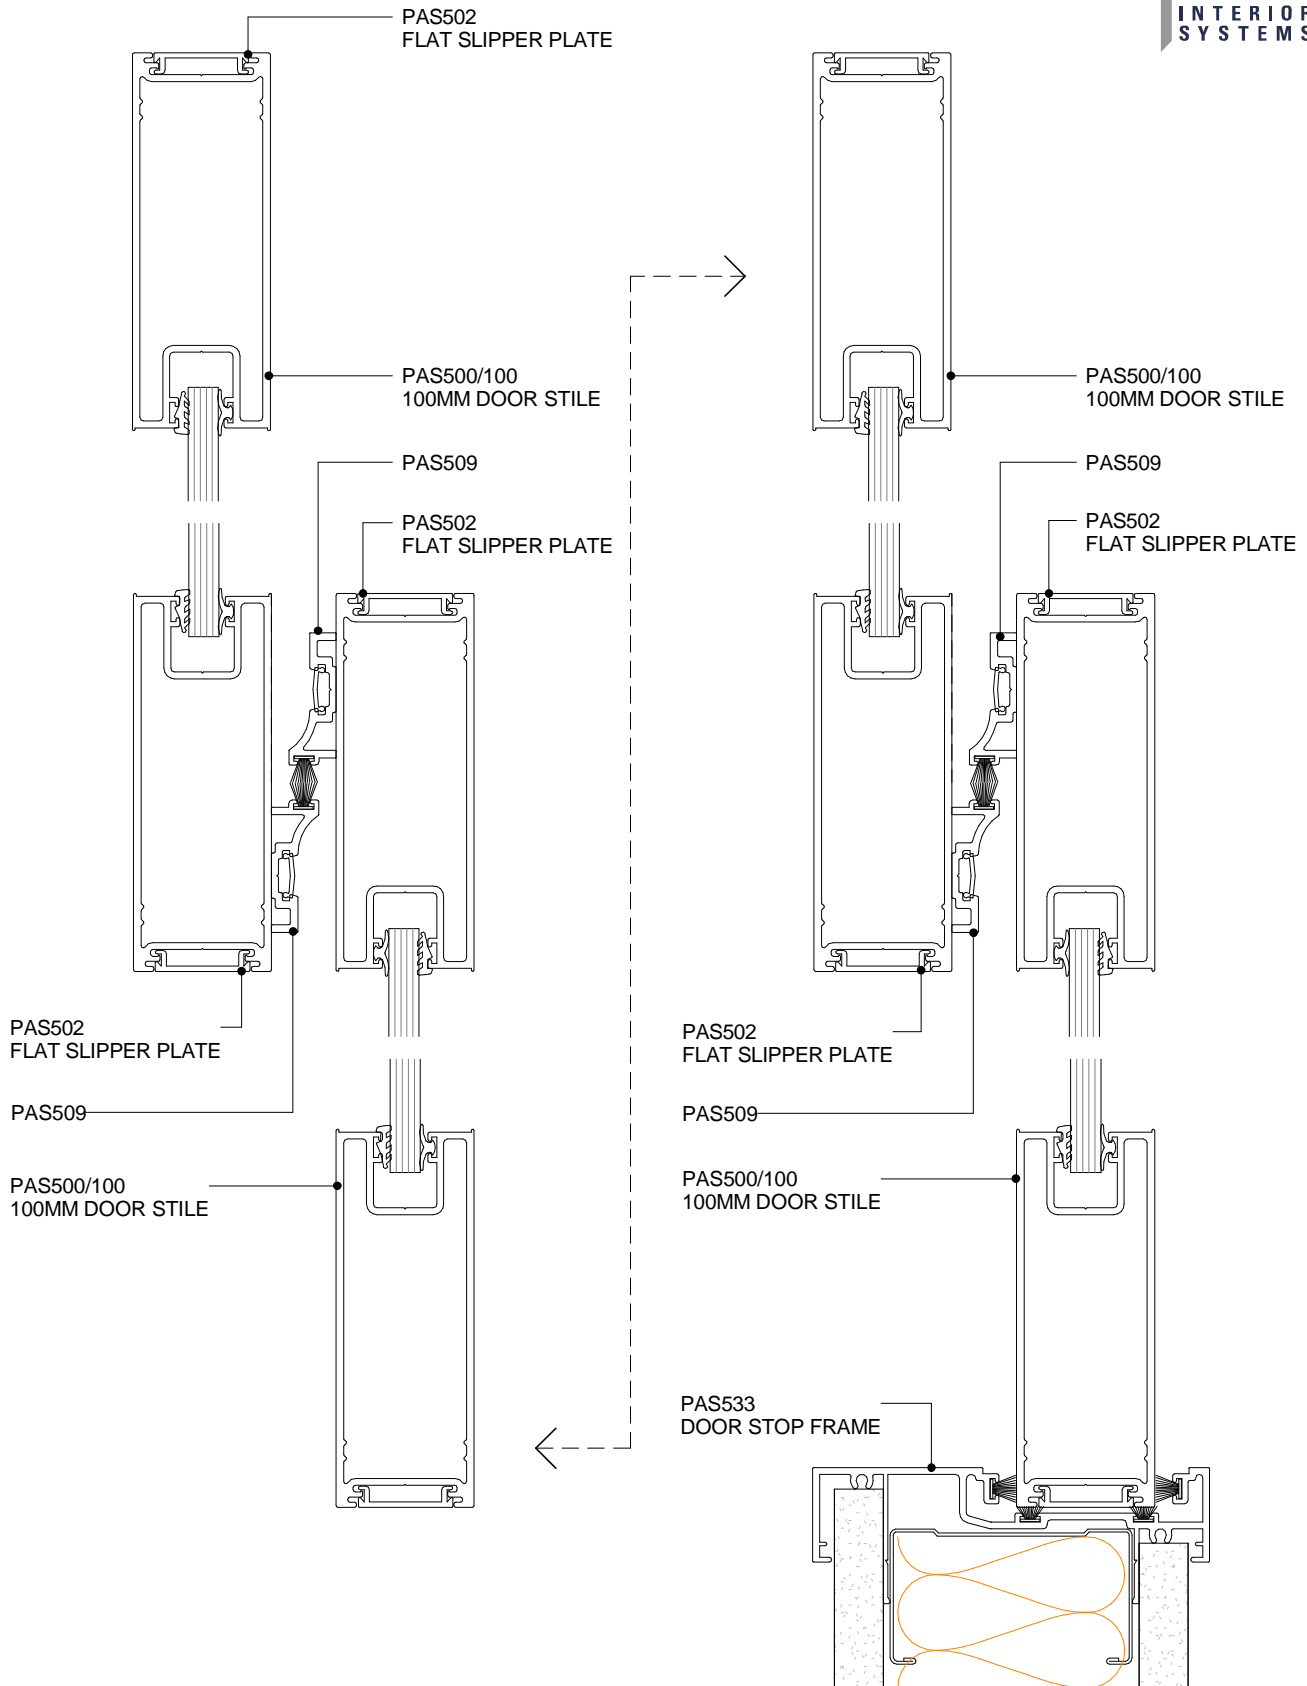 PAS502
FLAT SLIPPER PLATE
INTERIOR
SYSTEMS
PAS500/100
100MM DOOR STILE
PAS500/100
100MM DOOR STILE
PAS509
PAS509
PAS502
FLAT SLIPPER PLATE
PAS502
FLAT SLIPPER PLATE
PAS502
FLAT SLIPPER PLATE
PAS502
FLAT SLIPPER PLATE
PAS509
PAS509
PAS500/100
100MM DOOR STILE
PAS500/100
100MM DOOR STILE
PAS533
DOOR STOP FRAME